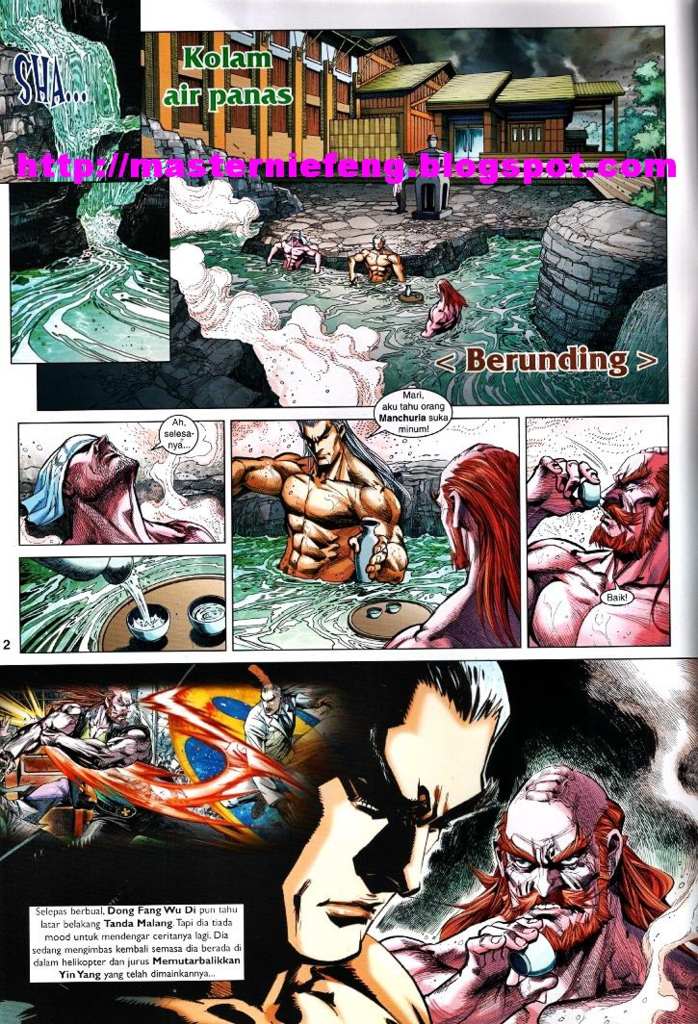 SHA...
Kolam
air panas
http://masterniefeng.blogspot.com
< Berunding >
Ah,
selesa-
nya...
Mari,
aku tahu orang
Manchuria suka
minum!
Baik!
2
Selepas berbual, Dong Fang Wu Di pun tahu
latar belakang Tanda Malang. Tapi dia tiada
mood untuk mendengar ceritanya lagi. Dia
sedang mengimbas kembali semasa dia berada di
dalam helikopter dan jurus Memutarbalikkan
Yin Yang yang telah dimainkannya...